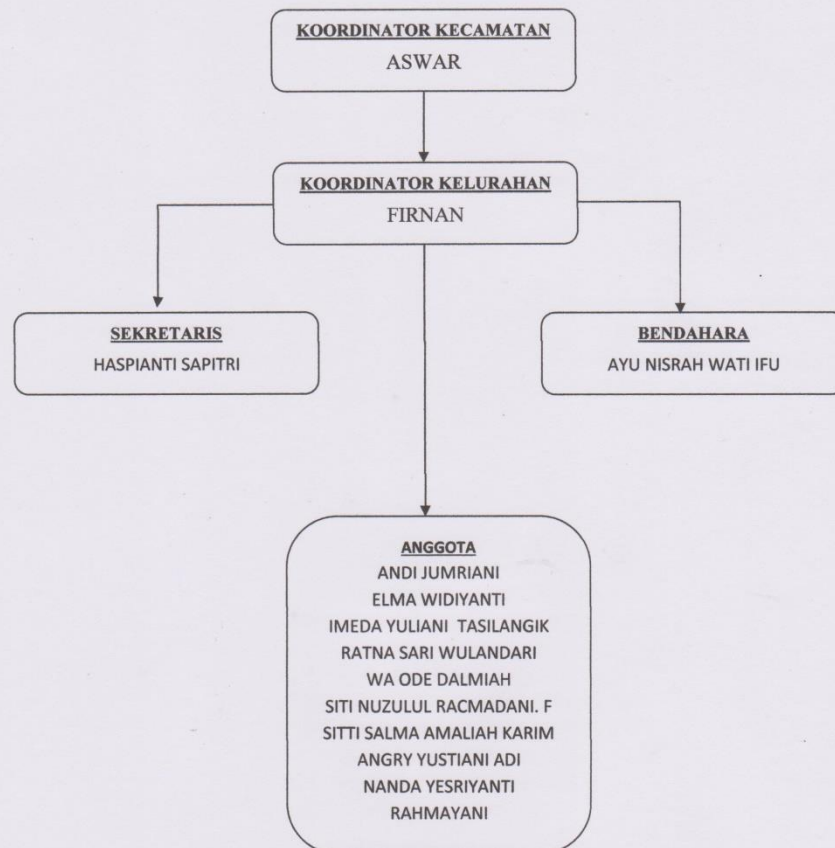 KOORDINATOR KECAMATAN
ASWAR
KOORDINATOR KELURAHAN
FIRNAN
SEKRETARIS
HASPIANTI SAPITRI
BENDAHARA
AYU NISRAH WATI IFU
ANGGOTA
ANDI JUMRIANI
ELMA WIDIYANTI
IMEDA YULIANI TASILANGIK
RATNA SARI WULANDARI
WA ODE DALMIAH
SITI NUZULUL RACMADANI. F
SITTI SALMA AMALIAH KARIM
ANGRY YUSTIANI ADI
NANDA YESRIYANTI
RAHMAYANI